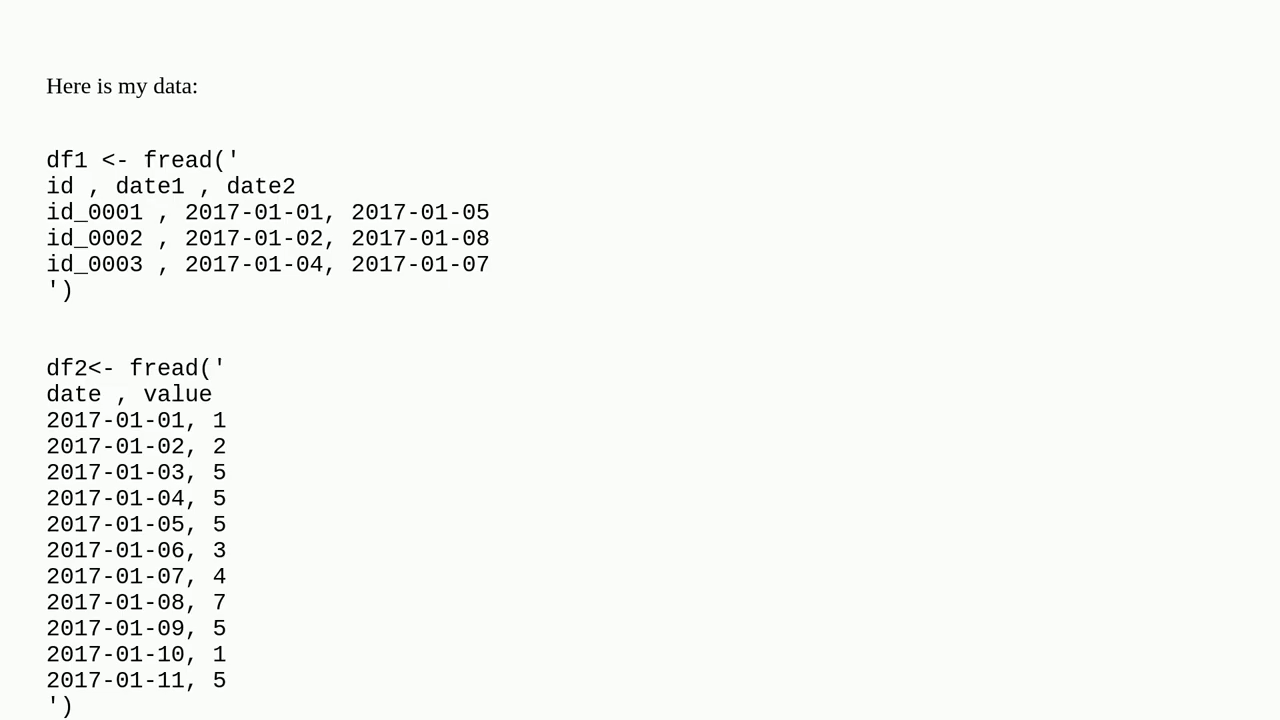 Here is my data:
df1 <- fread('
id , date1 , date2
id_0001 , 2017-01-01, 2017-01-05
id_0002 , 2017-01-02, 2017-01-08
id_0003 , 2017-01-04, 2017-01-07
')
df2<- fread('
date , value
2017-01-01, 1
2017-01-02, 2
2017-01-03, 5
2017-01-04, 5
2017-01-05, 5
2017-01-06, 3
2017-01-07, 4
2017-01-08, 7
2017-01-09, 5
2017-01-10, 1
2017-01-11, 5
')